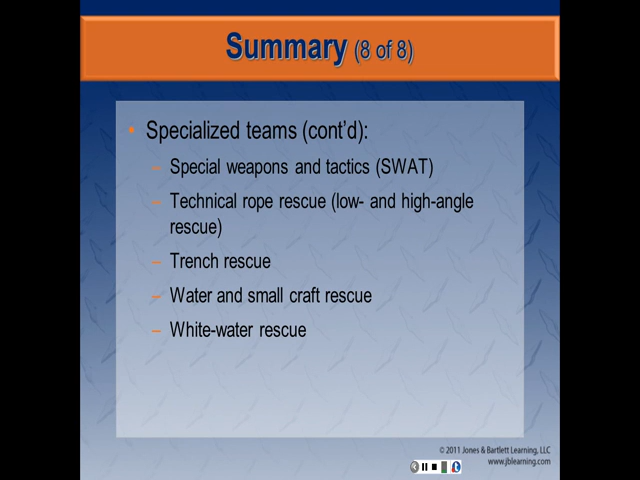 Summary (8 of 8)
• Specialized teams (cont’d):
– Special weapons and tactics (SWAT)
– Technical rope rescue (low- and high-angle
rescue)
– Trench rescue
– Water and small craft rescue
– White-water rescue
© 2011 Jones & Bartlett Learning, LLC
www.jblearning.com